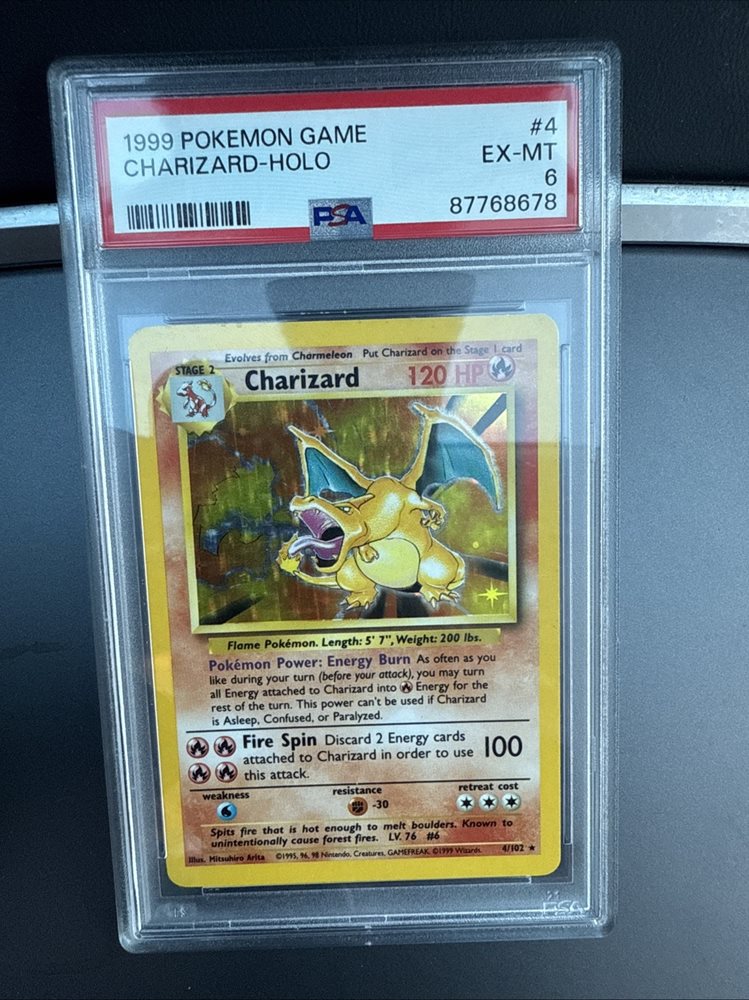 1999 POKEMON GAME #4
CHARIZARD-HOLO EX-MT
6
87768678
PSA
Evolves from Charmeleon Put Charizard on the Stage 1 card
STAGE 2
Charizard 120 HP
Flame Pokémon. Length: 5' 7", Weight: 200 lbs.
Pokémon Power: Energy Burn As often as you
like during your turn (before your attack), you may turn
all Energy attached to Charizard into Energy for the
rest of the turn. This power can't be used if Charizard
is Asleep, Confused, or Paralyzed.
Fire Spin Discard 2 Energy cards
attached to Charizard in order to use 100
this attack.
weakness resistance retreat cost
-30
Spits fire that is hot enough to melt boulders. Known to
unintentionally cause forest fires. LV. 76 #6
Illus. Mitsuhiro Arita ©1995, 96, 98 Nintendo, Creatures, GAMEFREAK. ©1999 Wizards. 4/102 ★